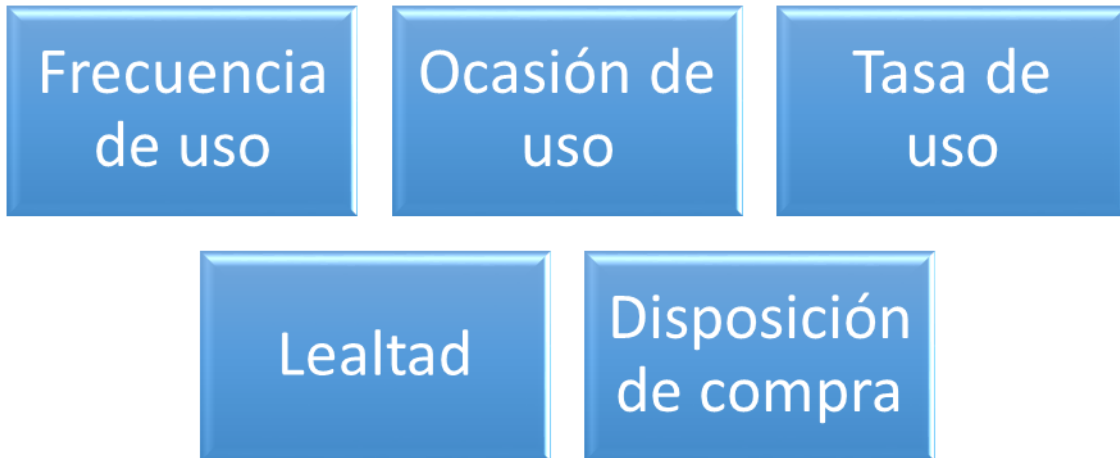 Frecuencia
de uso
Ocasión de
uso
Tasa de
uso
Lealtad
Disposición
de compra